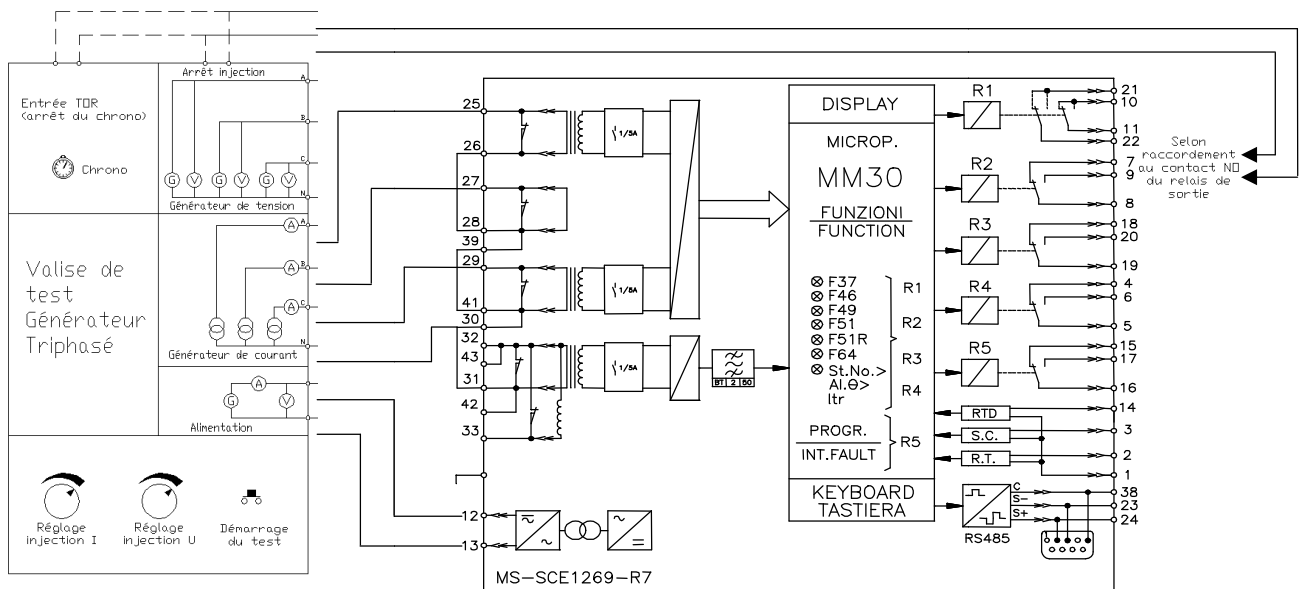 Entrée TOR
(arrêt du chrono)
Chrono
Arrêt injection
A
B
C
N
G V G V G V
Générateur de tension
Valise de
test
Générateur
Triphasé
A A
A B
A C
N
Générateur de courant
A
G V
Alimentation
Réglage
injection I
Réglage
injection U
Démarrage
du test
25
26
27
28
39
29
41
30
32
43
31
42
33
12
13
1/5A
1/5A
1/5A
BT 2 50
MS-SCE1269-R7
DISPLAY
MICROP.
MM30
FUNZIONI
FUNCTION
F37
F46
F49
F51
F51R
F64
St.No.>
Al.Θ>
Itr
R1
R2
R3
R4
PROGR.
INT.FAULT
R5
KEYBOARD
TASTIERA
R1
R2
R3
R4
R5
RTD
S.C.
R.T.
C
S-
S+
RS485
21
10
11
22
7
9
8
18
20
19
4
6
5
15
17
16
14
3
2
1
38
23
24
Selon
raccordement
au contact NO
du relais de
sortie